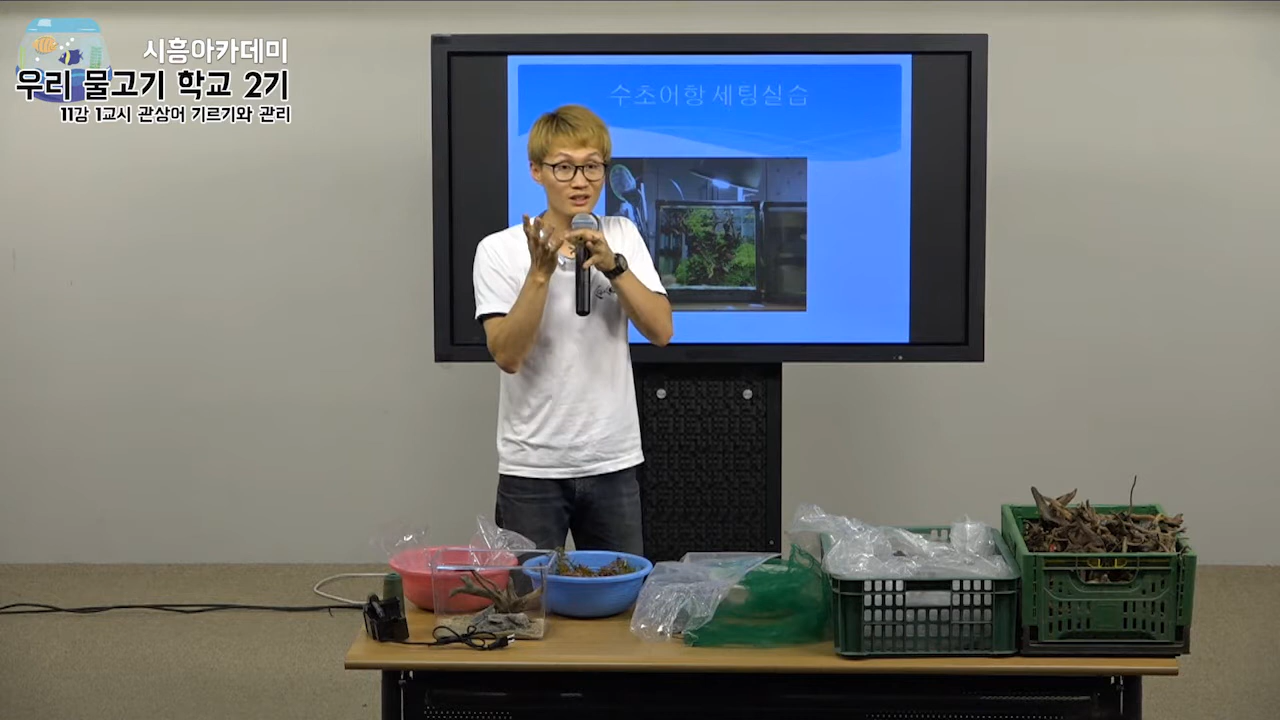 시흥아카데미
우리 물고기 학교 2기
11강 1교시 관상어 기르기와 관리
수초어항 세팅실습